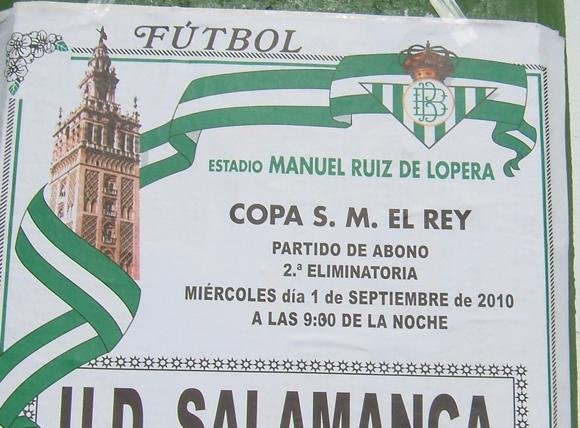 FÚTBOL
ESTADIO MANUEL RUIZ DE LOPERA
COPA S. M. EL REY
PARTIDO DE ABONO
2.ª ELIMINATORIA
MIÉRCOLES día 1 de SEPTIEMBRE de 2010
A LAS 9:00 DE LA NOCHE
U.D. SALAMANCA